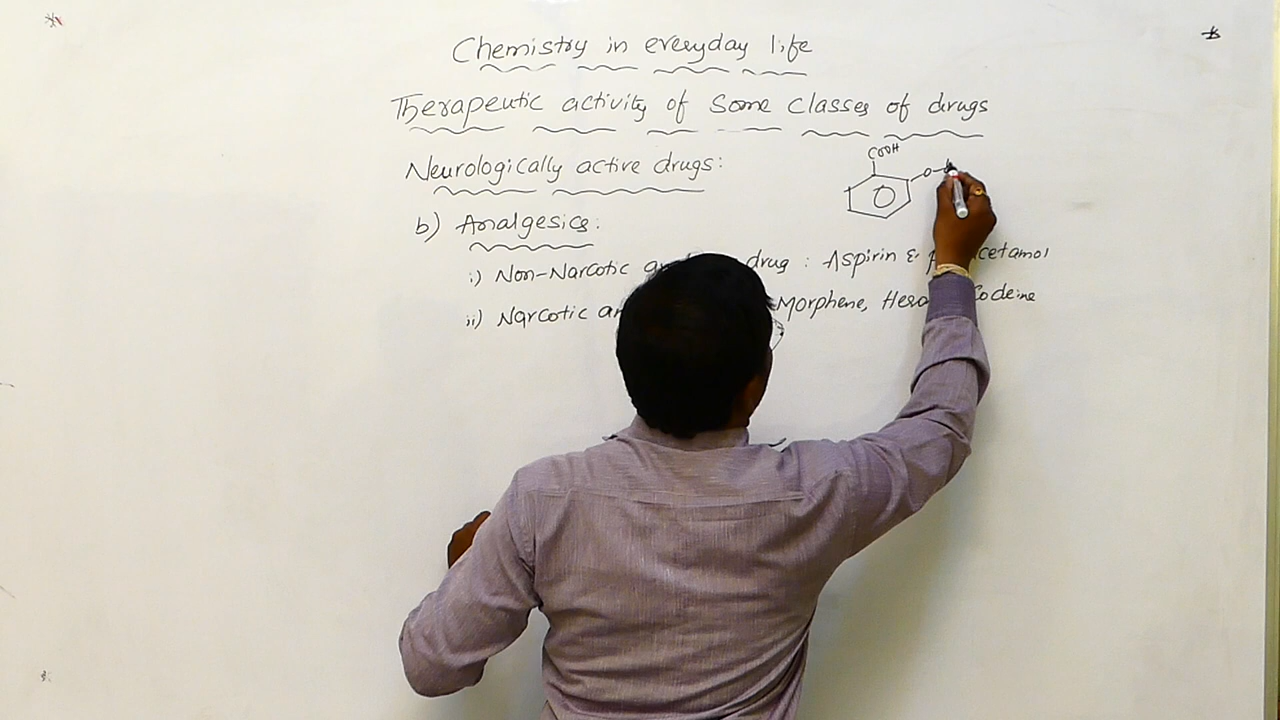 Chemistry in everyday life
Therapeutic activity of Some Classes of drugs
COOH
Neurologically active drugs:
O
b) Analgesics:
i) Non-Narcotic drug : Aspirin &
ii) Narcotic Morphene, Codeine